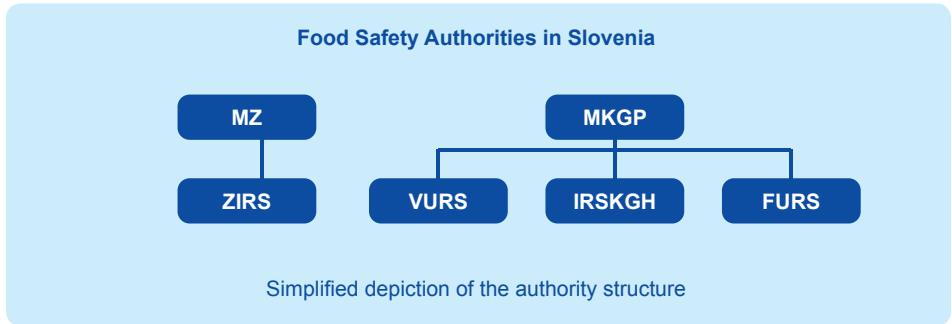 Food Safety Authorities in Slovenia
MZ
MKGP
ZIRS
VURS
IRSKGH
FURS
Simplified depiction of the authority structure